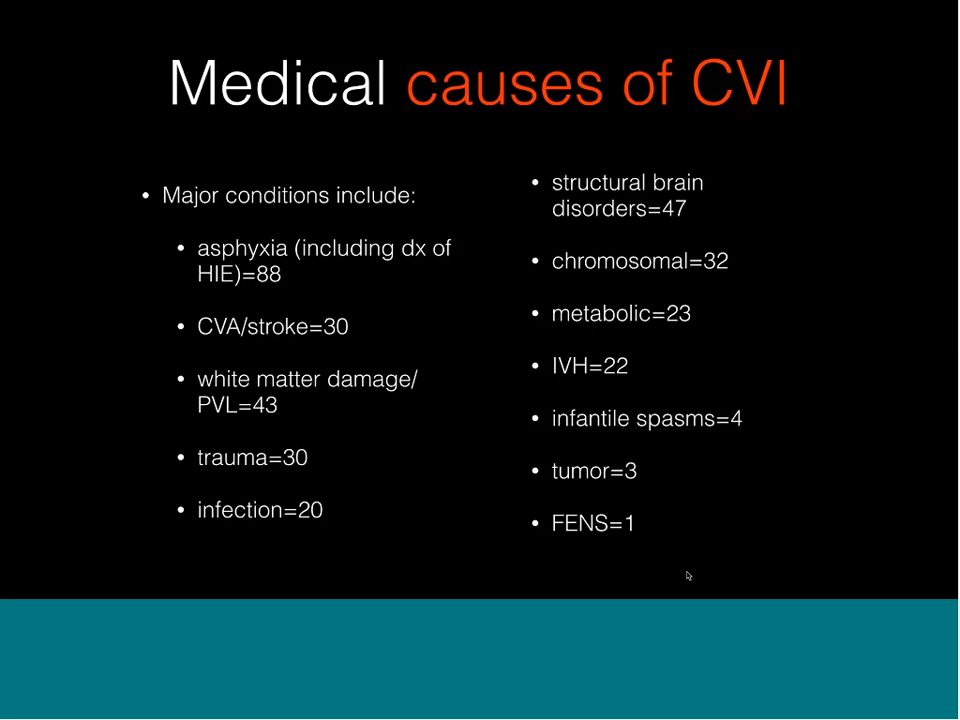 Medical causes of CVI
• Major conditions include:
• asphyxia (including dx of
HIE)=88
• CVA/stroke=30
• white matter damage/
PVL=43
• trauma=30
• infection=20
• structural brain
disorders=47
• chromosomal=32
• metabolic=23
• IVH=22
• infantile spasms=4
• tumor=3
• FENS=1